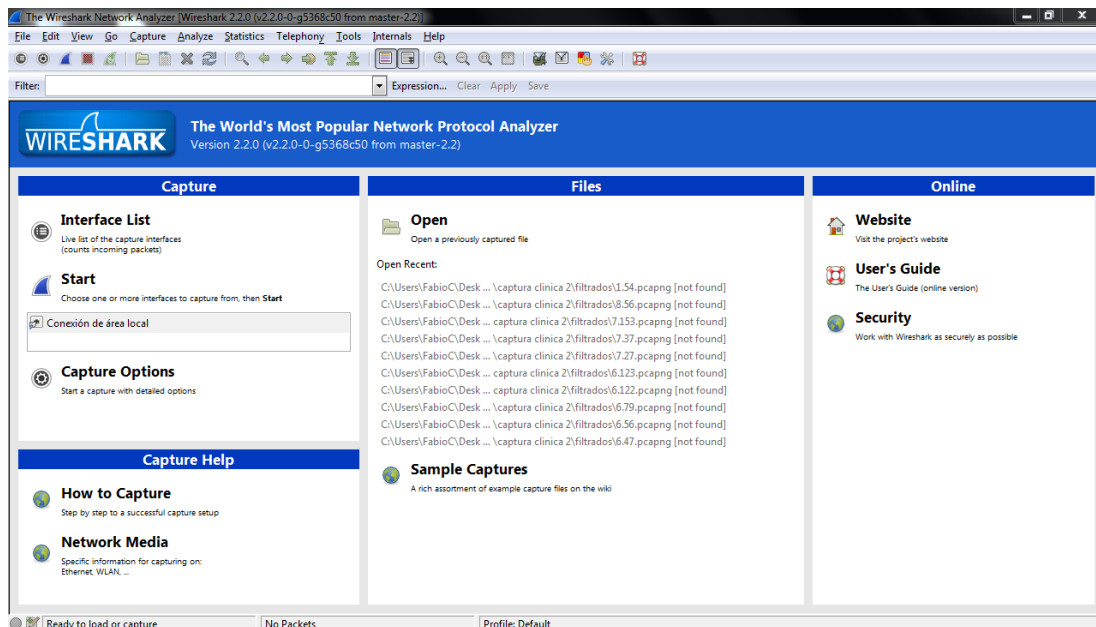 The Wireshark Network Analyzer [Wireshark 2.2.0 (v2.2.0-0-g5368c50 from master-2.2)]
File Edit View Go Capture Analyze Statistics Telephony Tools Internals Help
Filter: Expression... Clear Apply Save
WIRESHARK
The World's Most Popular Network Protocol Analyzer
Version 2.2.0 (v2.2.0-0-g5368c50 from master-2.2)
Capture
Interface List
Live list of the capture interfaces
(counts incoming packets)
Start
Choose one or more interfaces to capture from, then Start
Conexión de área local
Capture Options
Start a capture with detailed options
Capture Help
How to Capture
Step by step to a successful capture setup
Network Media
Specific information for capturing on:
Ethernet, WLAN, ...
Files
Open
Open a previously captured file
Open Recent:
C:\Users\FabioC\Desk ... \captura clinica 2\filtrados\1.54.pcapng [not found]
C:\Users\FabioC\Desk ... \captura clinica 2\filtrados\8.56.pcapng [not found]
C:\Users\FabioC\Desk ... captura clinica 2\filtrados\7.153.pcapng [not found]
C:\Users\FabioC\Desk ... \captura clinica 2\filtrados\7.37.pcapng [not found]
C:\Users\FabioC\Desk ... \captura clinica 2\filtrados\7.27.pcapng [not found]
C:\Users\FabioC\Desk ... captura clinica 2\filtrados\6.123.pcapng [not found]
C:\Users\FabioC\Desk ... captura clinica 2\filtrados\6.122.pcapng [not found]
C:\Users\FabioC\Desk ... \captura clinica 2\filtrados\6.79.pcapng [not found]
C:\Users\FabioC\Desk ... \captura clinica 2\filtrados\6.56.pcapng [not found]
C:\Users\FabioC\Desk ... \captura clinica 2\filtrados\6.47.pcapng [not found]
Sample Captures
A rich assortment of example capture files on the wiki
Online
Website
Visit the project's website
User's Guide
The User's Guide (online version)
Security
Work with Wireshark as securely as possible
Ready to load or capture No Packets Profile: Default